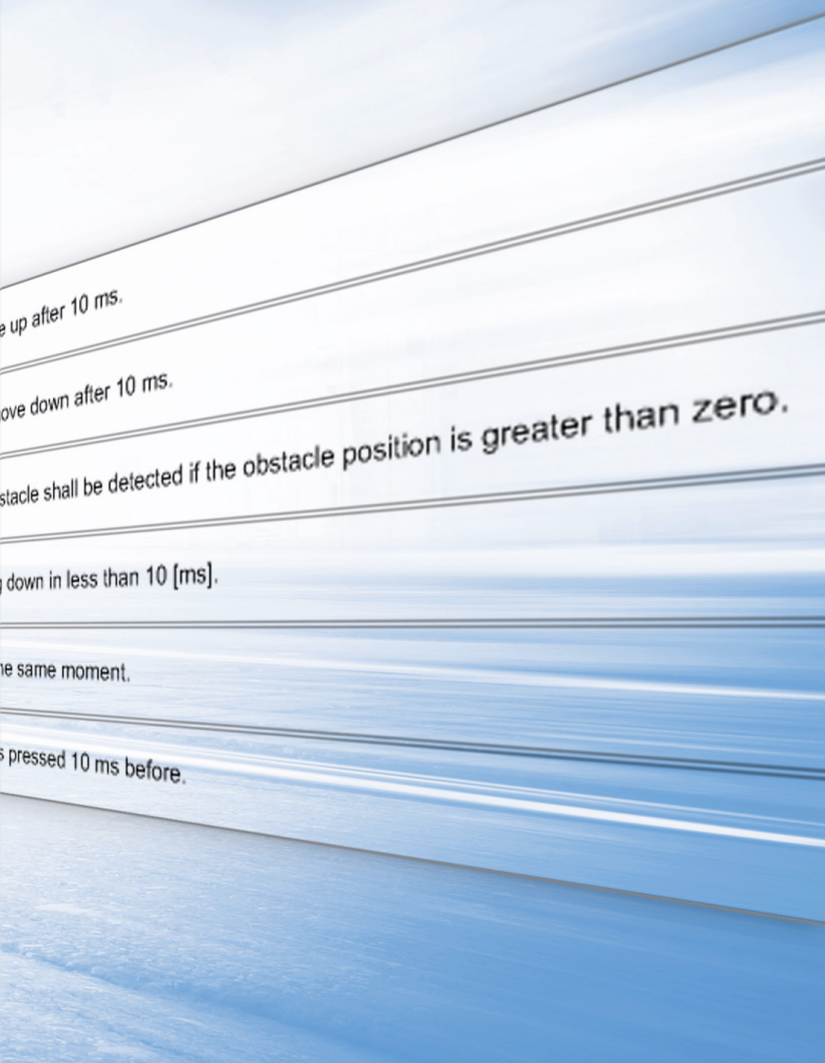 e up after 10 ms.
ove down after 10 ms.
stacle shall be detected if the obstacle position is greater than zero.
down in less than 10 [ms].
he same moment.
s pressed 10 ms before.